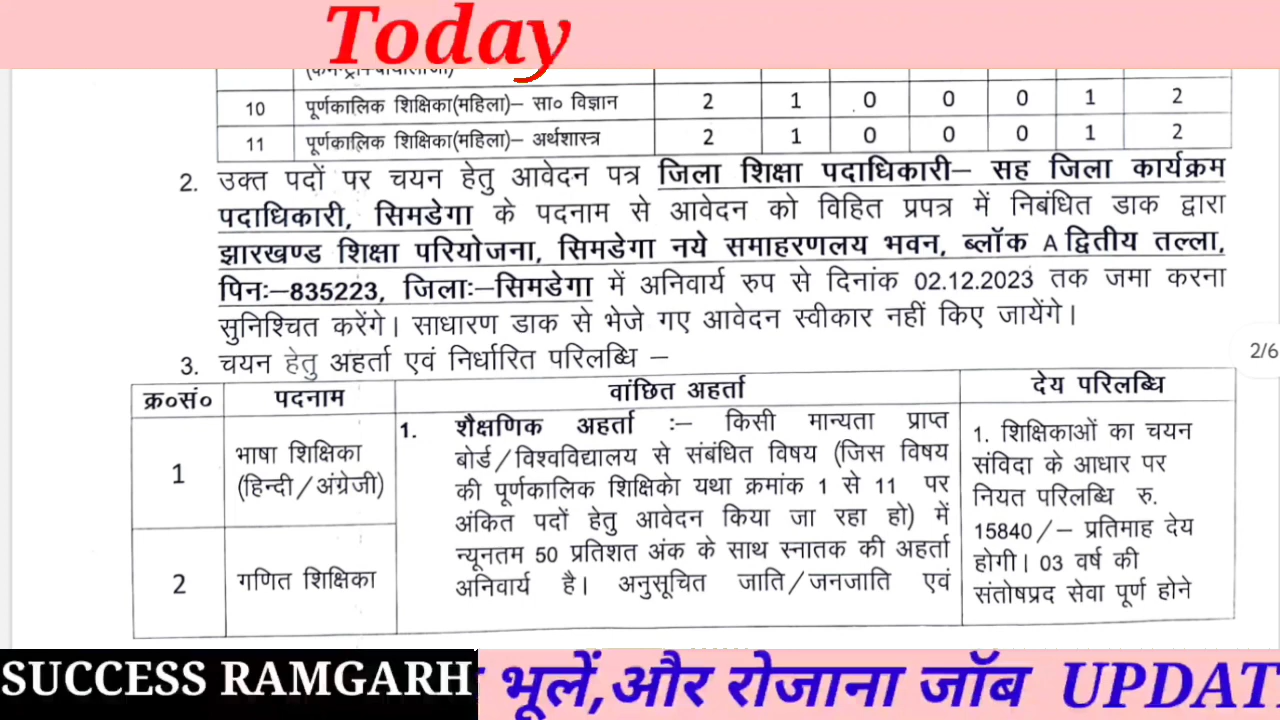 Today
10 पूर्णकालिक शिक्षिका(महिला)– सा० विज्ञान 2 1 0 0 0 1 2
11 पूर्णकालिक शिक्षिका(महिला)– अर्थशास्त्र 2 1 0 0 0 1 2
2. उक्त पदों पर चयन हेतु आवेदन पत्र जिला शिक्षा पदाधिकारी– सह जिला कार्यक्रम
पदाधिकारी, सिमडेगा के पदनाम से आवेदन को विहित प्रपत्र में निबंधित डाक द्वारा
झारखण्ड शिक्षा परियोजना, सिमडेगा नये समाहरणलय भवन, ब्लॉक A द्वितीय तल्ला,
पिनः–835223, जिलाः–सिमडेगा में अनिवार्य रुप से दिनांक 02.12.2023 तक जमा करना
सुनिश्चित करेंगे। साधारण डाक से भेजे गए आवेदन स्वीकार नहीं किए जायेंगे।
3. चयन हेतु अहर्ता एवं निर्धारित परिलब्धि –
2/6
क्र०सं० पदनाम वांछित अहर्ता देय परिलब्धि
1 भाषा शिक्षिका
(हिन्दी/अंग्रेजी)
2 गणित शिक्षिका
1. शैक्षणिक अहर्ता :– किसी मान्यता प्राप्त
बोर्ड/विश्वविद्यालय से संबंधित विषय (जिस विषय
की पूर्णकालिक शिक्षिकाे यथा क्रमांक 1 से 11 पर
अंकित पदों हेतु आवेदन किया जा रहा हो) में
न्यूनतम 50 प्रतिशत अंक के साथ स्नातक की अहर्ता
अनिवार्य है। अनुसूचित जाति/जनजाति एवं
1. शिक्षिकाओं का चयन
संविदा के आधार पर
नियत परिलब्धि रु.
15840/– प्रतिमाह देय
होगी। 03 वर्ष की
संतोषप्रद सेवा पूर्ण होने
SUCCESS RAMGARH
भूलें,और रोजाना जॉब UPDAT